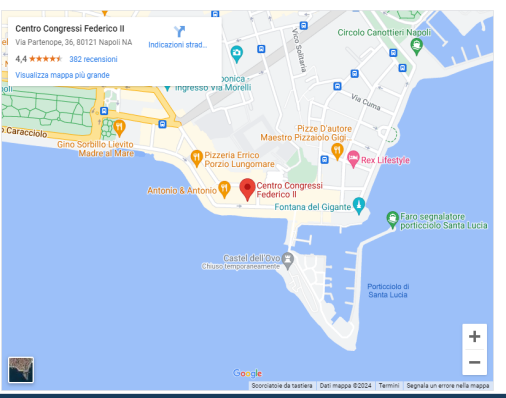 Centro Congressi Federico II
Via Partenope, 36, 80121 Napoli NA
Indicazioni strad...
4,4
382 recensioni
Visualizza mappa più grande
Circolo Canottieri Napoli
Vico Solitaria
Ingresso Via Morelli
Via Cuma
o Caracciolo
Gino Sorbillo Lievito
Madre al Mare
Pizze D'autore
Maestro Pizzaiolo Gigi...
Pizzeria Errico
Porzio Lungomare
Rex Lifestyle
Antonio & Antonio
Centro Congressi
Federico II
Fontana del Gigante
Faro segnalatore
porticciolo Santa Lucia
Castel dell'Ovo
Chiuso temporaneamente
Porticciolo di
Santa Lucia
+
−
Google
Scorciatoie da tastiera
Dati mappa ©2024
Termini
Segnala un errore nella mappa